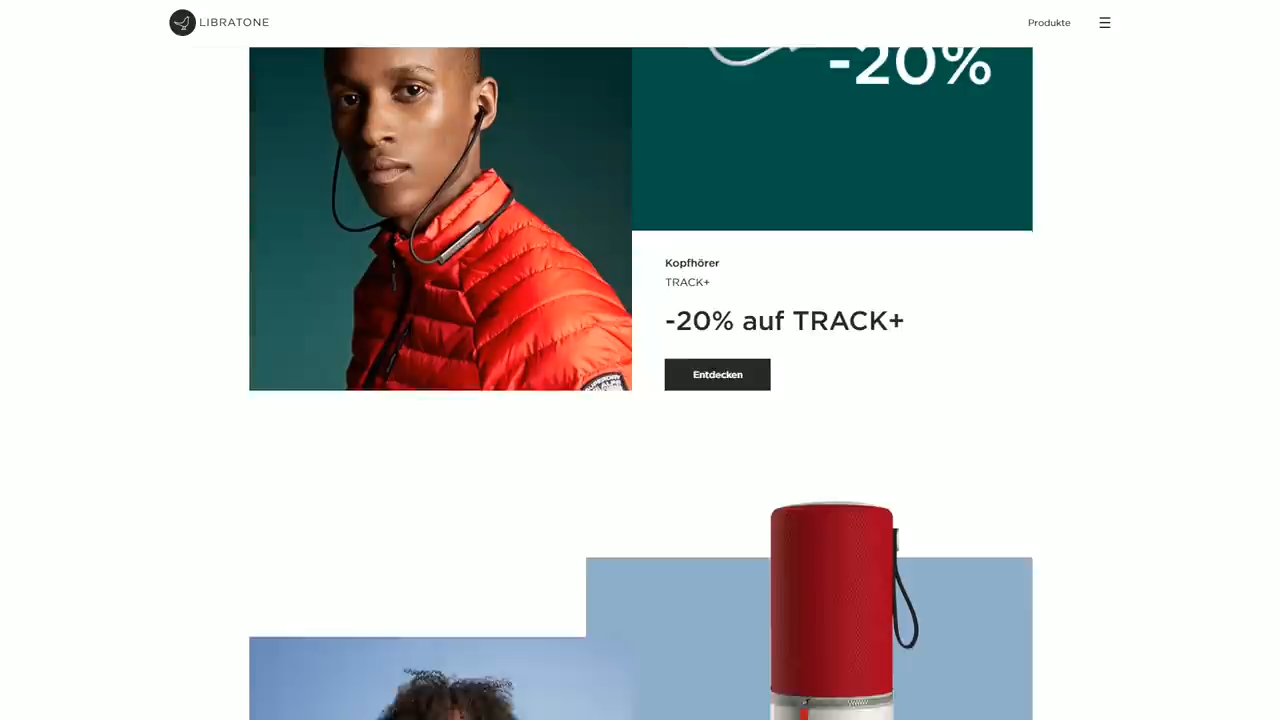 LIBRATONE
Produkte
-20%
Kopfhörer
TRACK+
-20% auf TRACK+
Entdecken